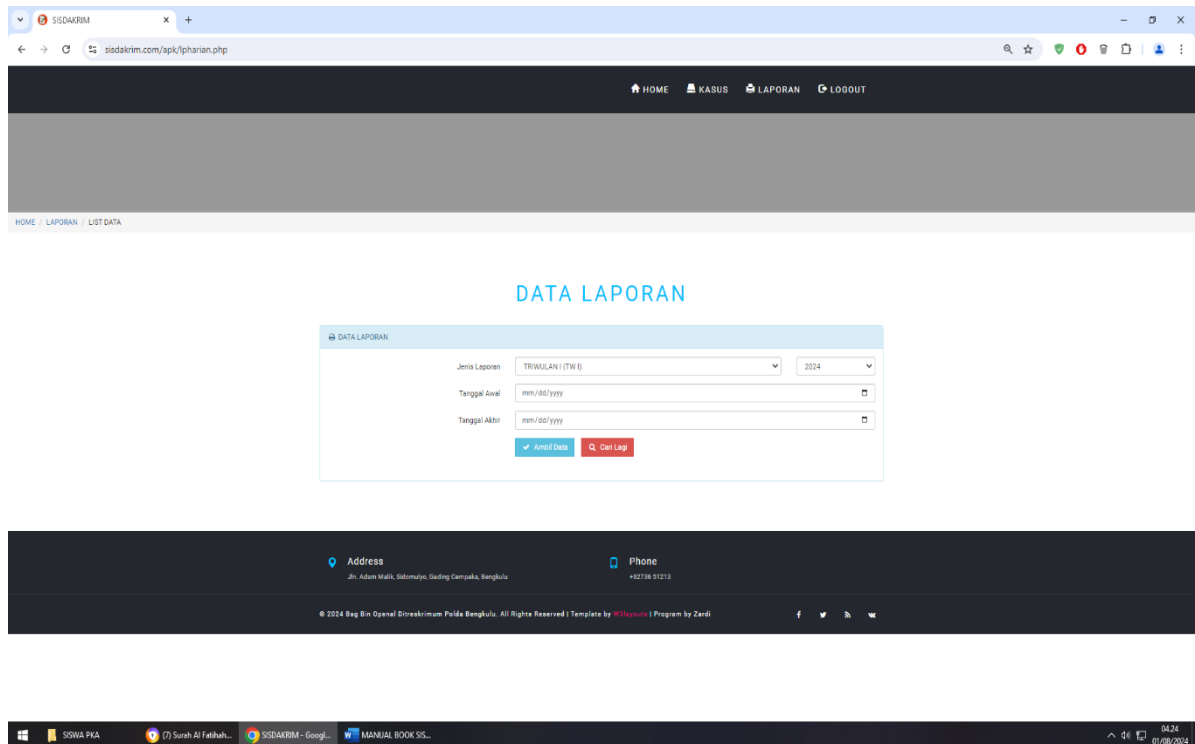 SISDAKRIM
sisdakrim.com/apk/lpharian.php
HOME KASUS LAPORAN LOGOUT
HOME / LAPORAN / LIST DATA
DATA LAPORAN
DATA LAPORAN
Jenis Laporan TRIWULAN I (TW I) 2024
Tanggal Awal mm/dd/yyyy
Tanggal Akhir mm/dd/yyyy
Ambil Data Cari Lagi
Address Phone
Jln. Adam Malik, Sidomulyo, Gading Cempaka, Bengkulu +62736 51213
© 2024 Bag Bin Opsnal Ditreskrimum Polda Bengkulu. All Rights Reserved | Template by W3layouts | Program by Zardi
SISWA PKA (7) Surah Al Fatihah... SISDAKRIM - Googl... MANUAL BOOK SIS... 04.24
01/08/2024